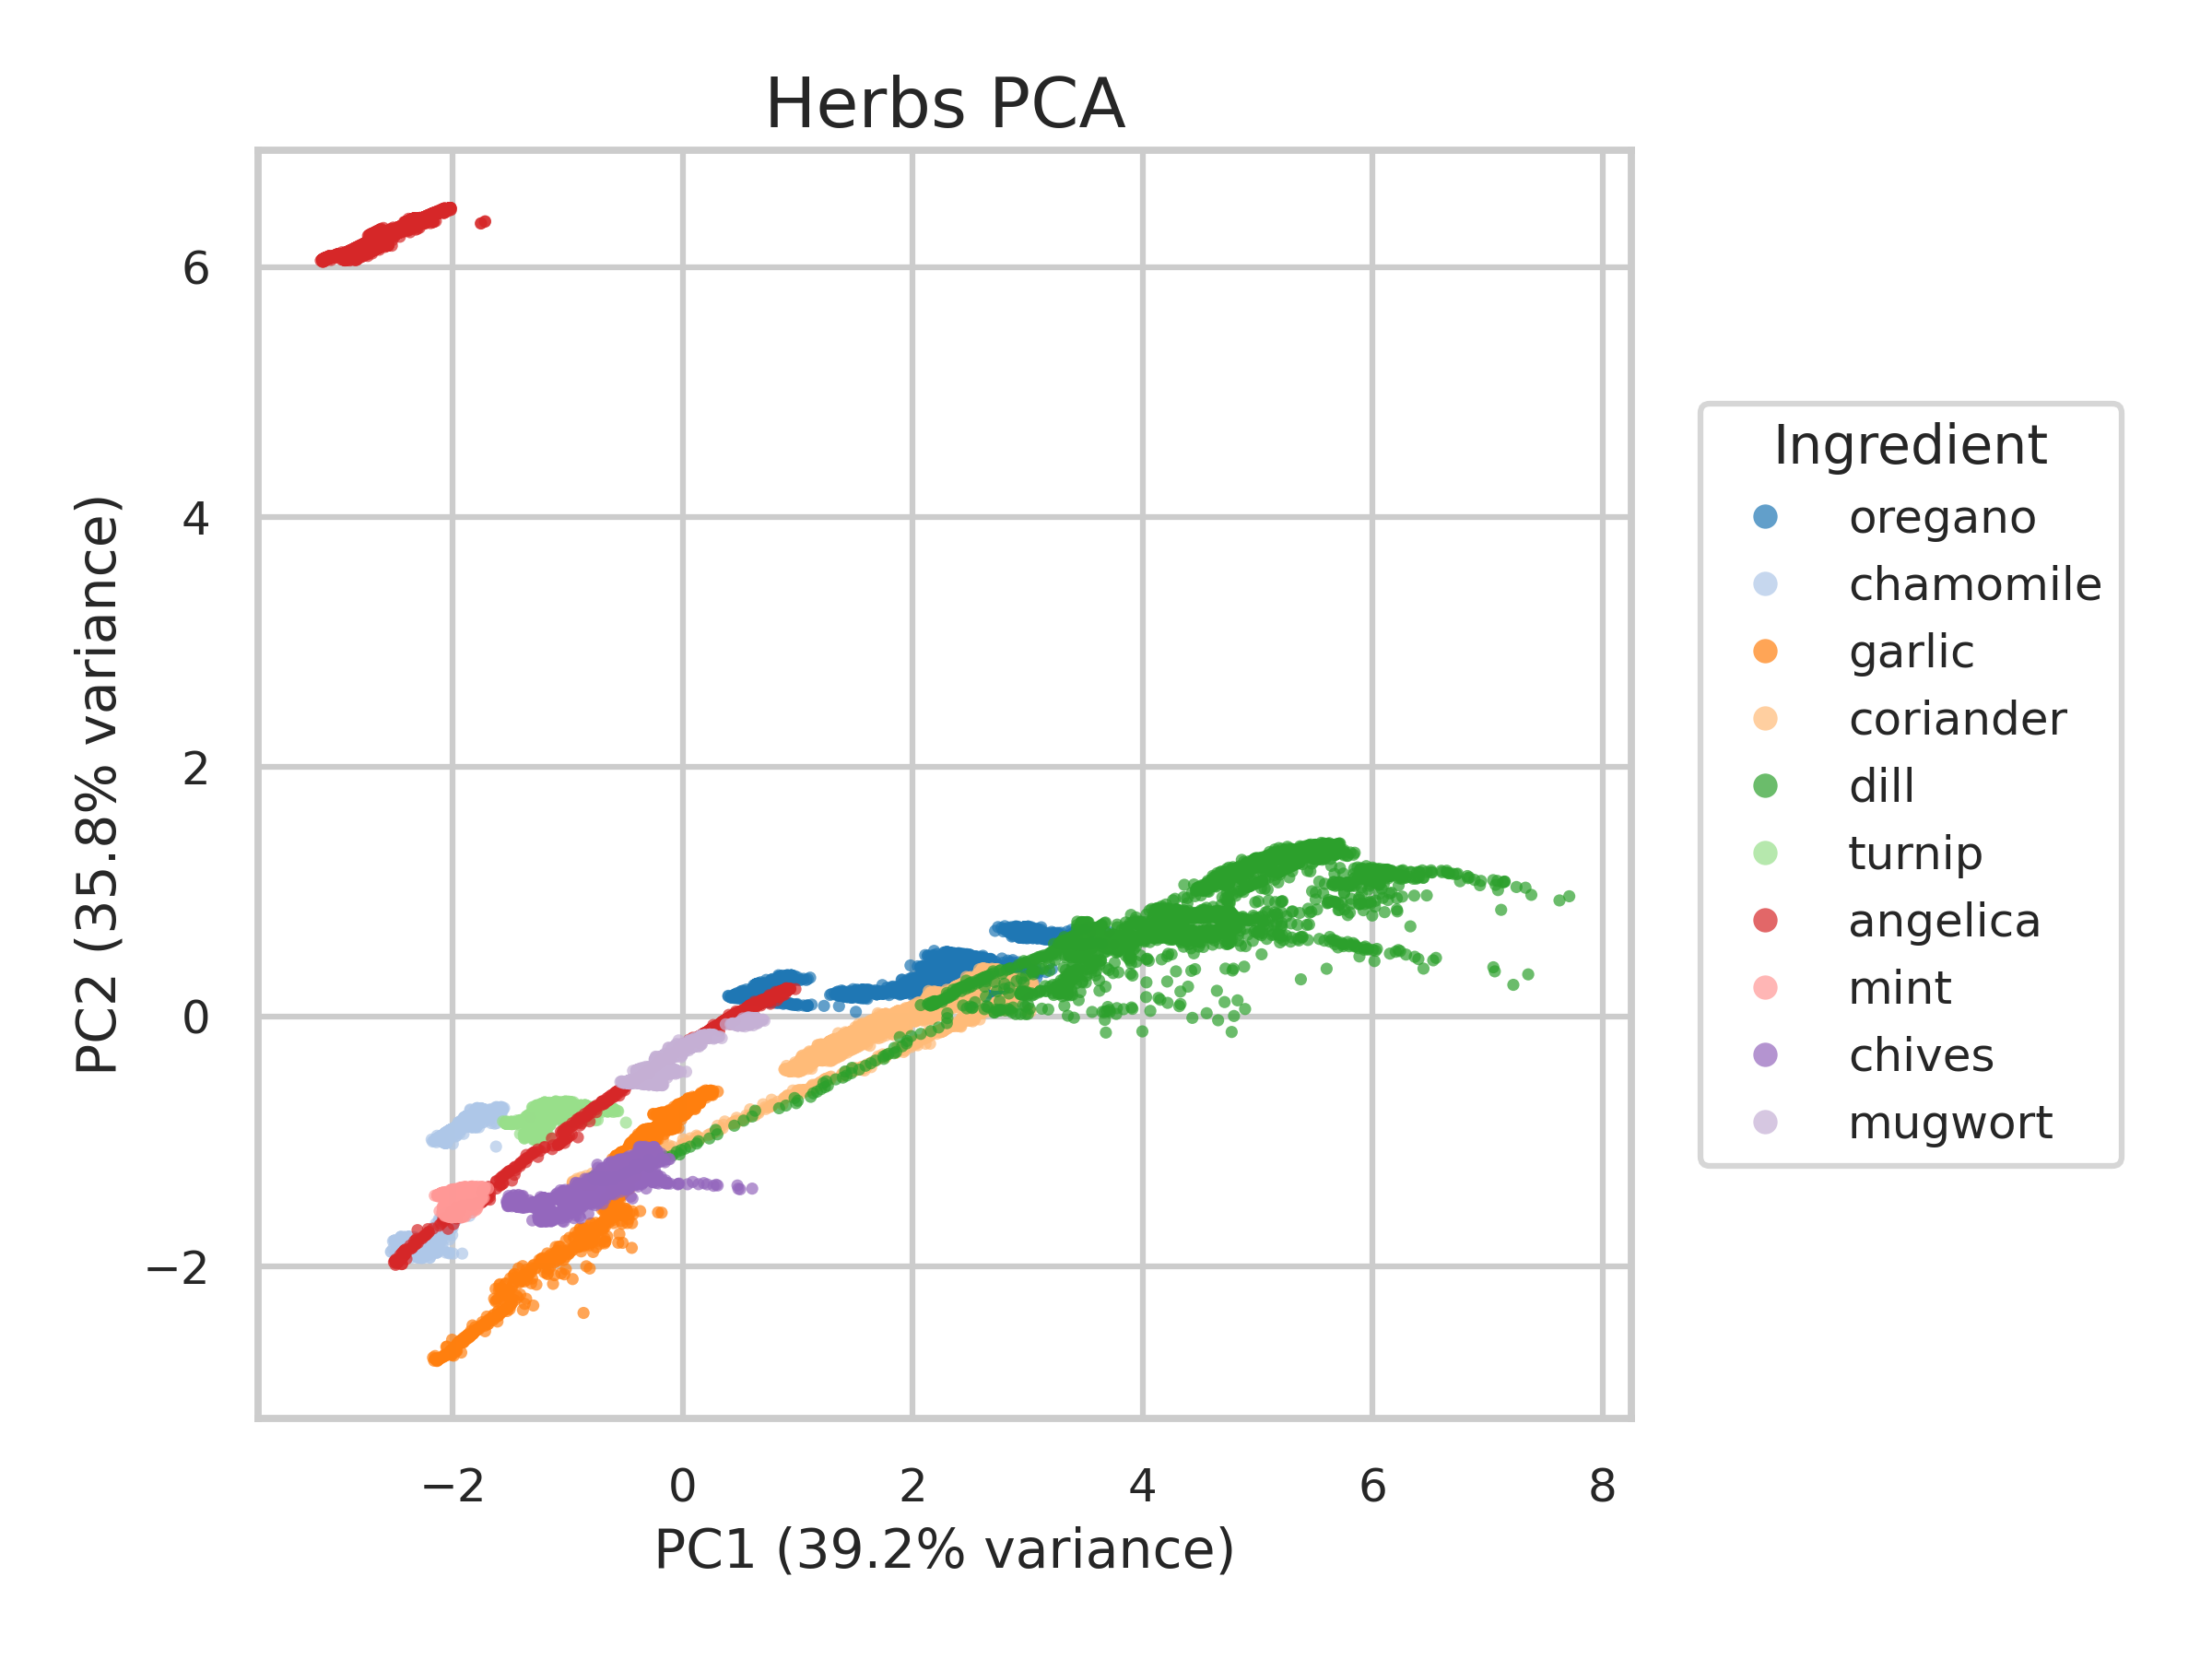 Herbs PCA
6
4
2
0
−2
PC2 (35.8% variance)
−2
0
2
4
6
8
PC1 (39.2% variance)
Ingredient
oregano
chamomile
garlic
coriander
dill
turnip
angelica
mint
chives
mugwort